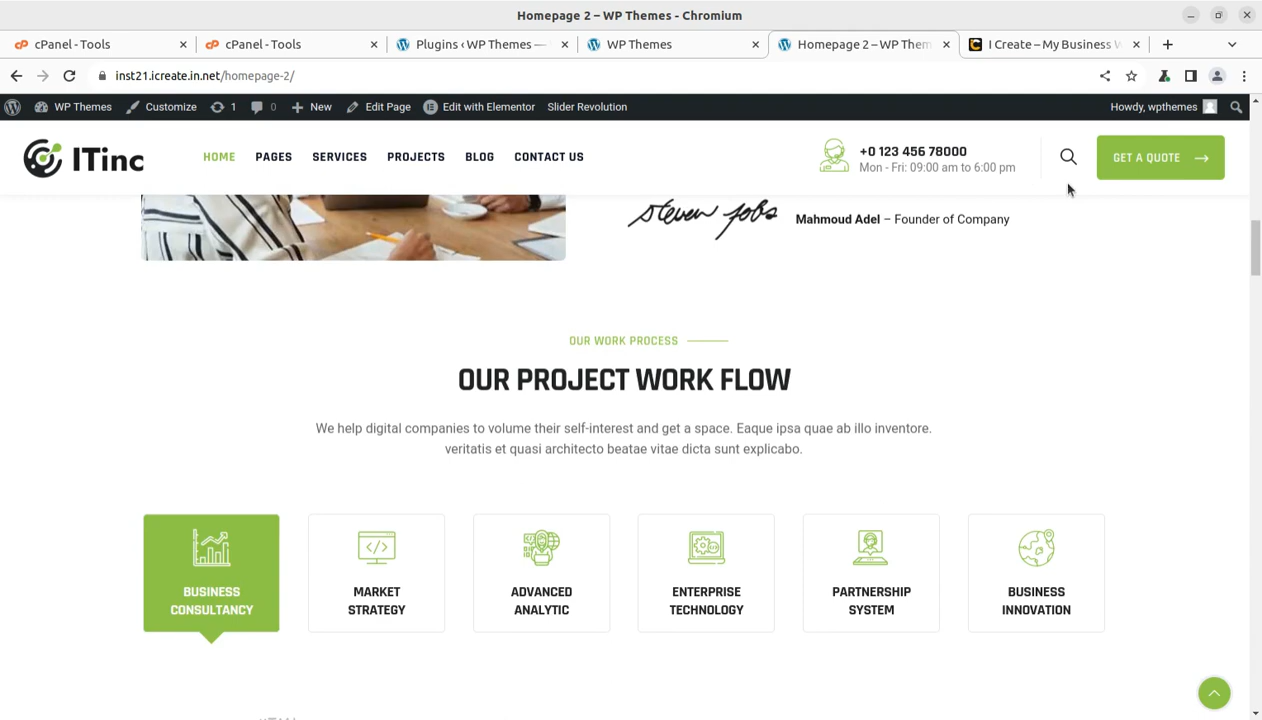 Homepage 2 – WP Themes - Chromium
cPanel - Tools
cPanel - Tools
Plugins ‹ WP Themes —
WP Themes
Homepage 2 – WP Them
I Create – My Business W
inst21.icreate.in.net/homepage-2/
WP Themes
Customize
1
0
New
Edit Page
Edit with Elementor
Slider Revolution
Howdy, wpthemes
ITinc
HOME
PAGES
SERVICES
PROJECTS
BLOG
CONTACT US
+0 123 456 78000
Mon - Fri: 09:00 am to 6:00 pm
GET A QUOTE
steven jobs
Mahmoud Adel – Founder of Company
OUR WORK PROCESS
OUR PROJECT WORK FLOW
We help digital companies to volume their self-interest and get a space. Eaque ipsa quae ab illo inventore.
veritatis et quasi architecto beatae vitae dicta sunt explicabo.
BUSINESS
CONSULTANCY
MARKET
STRATEGY
ADVANCED
ANALYTIC
ENTERPRISE
TECHNOLOGY
PARTNERSHIP
SYSTEM
BUSINESS
INNOVATION